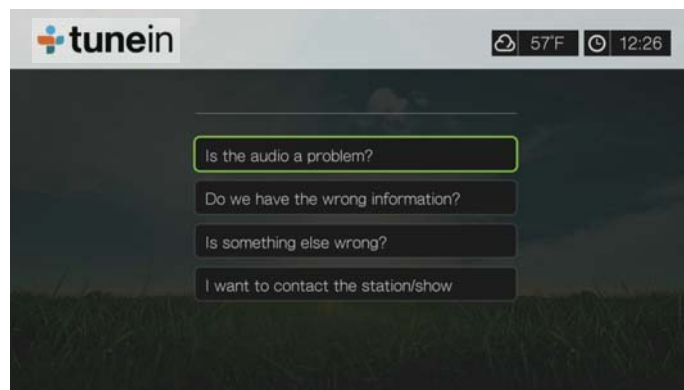 tunein
57°F
12:26
Is the audio a problem?
Do we have the wrong information?
Is something else wrong?
I want to contact the station/show